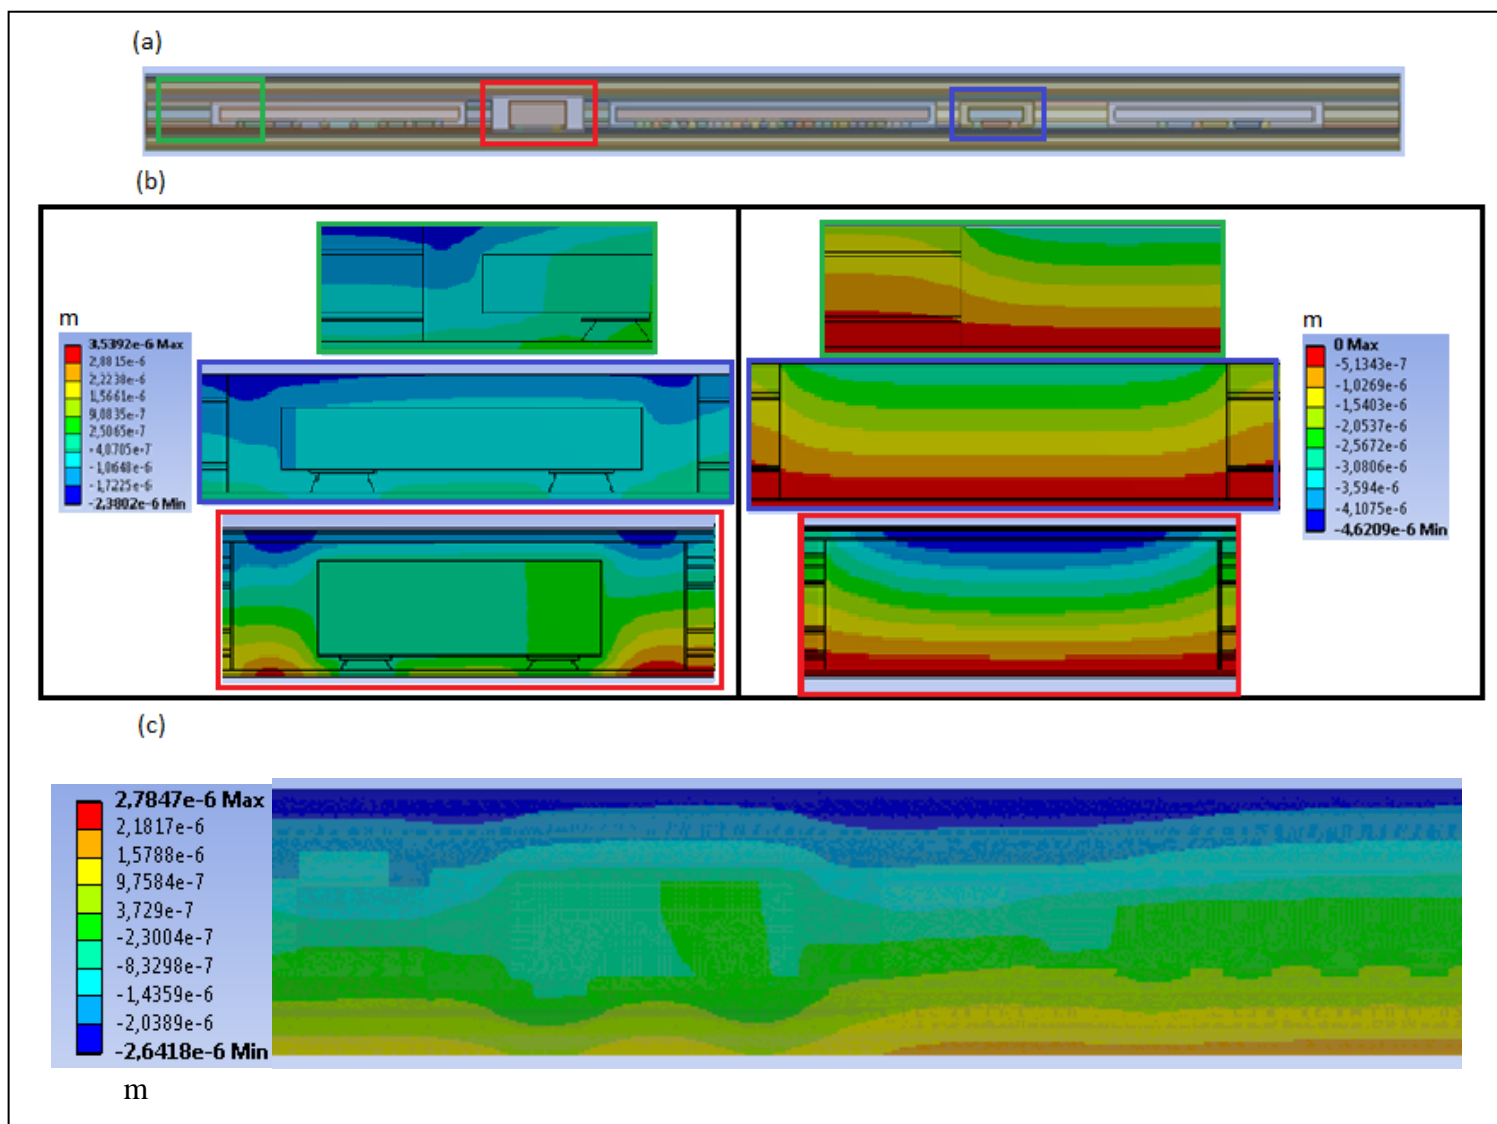 (a)
(b)
m
3,5392e-6 Max
2,8815e-6
2,2238e-6
1,5661e-6
9,0835e-7
2,5065e-7
-4,0705e-7
-1,0648e-6
-1,7225e-6
-2,3802e-6 Min
m
0 Max
-5,1343e-7
-1,0269e-6
-1,5403e-6
-2,0537e-6
-2,5672e-6
-3,0806e-6
-3,594e-6
-4,1075e-6
-4,6209e-6 Min
(c)
2,7847e-6 Max
2,1817e-6
1,5788e-6
9,7584e-7
3,729e-7
-2,3004e-7
-8,3298e-7
-1,4359e-6
-2,0389e-6
-2,6418e-6 Min
m